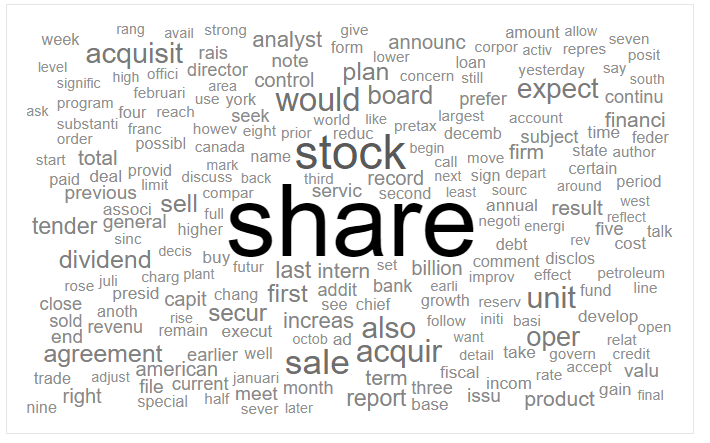 rang avail strong give amount allow
week analyst form announc corpor activ repres seven
acquisit rais note lower posit
level offici director plan loan yesterday say
signific high area control concern still expect south
februari use york would board prefer continu
program four reach seek world like pretax largest account financi
ask substanti franc howev eight prior reduc decemb subject time feder
order possibl canada stock begin firm state author
start total name call move certain
paid deal provid mark third record next sign depart period
previous limit discuss back servic second least sourc around
associ sell compar share annual result west
tender general full negoti energi reflect
sinc higher five talk
dividend decis buy debt rev cost
charg plant futur last intern set billion comment disclos
rose juli first addit bank improv effect petroleum
close presid capit chang see chief earli growth reserv unit fund line
sold anoth secur increas also follow initi basi develop
end revenu rise remain execut octob ad want oper relat open
agreement earlier well sale acquir detail take govern credit
trade adjust american januari term fiscal rate accept valu
right file current meet month report three incom gain
nine special half sever later base issu product final